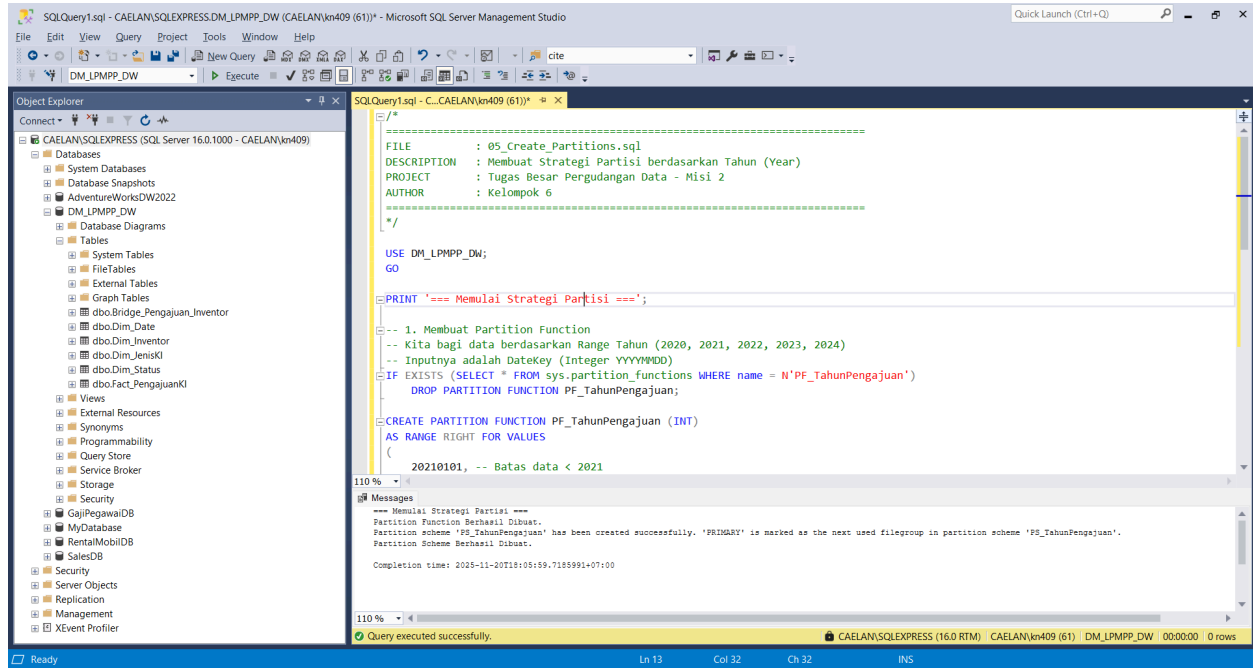 SQLQuery1.sql - CAELAN\SQLEXPRESS.DM_LPMPP_DW (CAELAN\kn409 (61))* - Microsoft SQL Server Management Studio
Quick Launch (Ctrl+Q)
File Edit View Query Project Tools Window Help
New Query
cite
DM_LPMPP_DW
Execute
Object Explorer
Connect
CAELAN\SQLEXPRESS (SQL Server 16.0.1000 - CAELAN\kn409)
Databases
System Databases
Database Snapshots
AdventureWorksDW2022
DM_LPMPP_DW
Database Diagrams
Tables
System Tables
FileTables
External Tables
Graph Tables
dbo.Bridge_Pengajuan_Inventor
dbo.Dim_Date
dbo.Dim_Inventor
dbo.Dim_JenisKI
dbo.Dim_Status
dbo.Fact_PengajuanKI
Views
External Resources
Synonyms
Programmability
Query Store
Service Broker
Storage
Security
GajiPegawaiDB
MyDatabase
RentalMobilDB
SalesDB
Security
Server Objects
Replication
Management
XEvent Profiler
SQLQuery1.sql - C...CAELAN\kn409 (61))*
/*
===========================================================================
FILE : 05_Create_Partitions.sql
DESCRIPTION : Membuat Strategi Partisi berdasarkan Tahun (Year)
PROJECT : Tugas Besar Pergudangan Data - Misi 2
AUTHOR : Kelompok 6
===========================================================================
*/
USE DM_LPMPP_DW;
GO
PRINT '=== Memulai Strategi Partisi ===';
-- 1. Membuat Partition Function
-- Kita bagi data berdasarkan Range Tahun (2020, 2021, 2022, 2023, 2024)
-- Inputnya adalah DateKey (Integer YYYYMMDD)
IF EXISTS (SELECT * FROM sys.partition_functions WHERE name = N'PF_TahunPengajuan')
DROP PARTITION FUNCTION PF_TahunPengajuan;
CREATE PARTITION FUNCTION PF_TahunPengajuan (INT)
AS RANGE RIGHT FOR VALUES
(
20210101, -- Batas data < 2021
110 %
Messages
=== Memulai Strategi Partisi ===
Partition Function Berhasil Dibuat.
Partition scheme 'PS_TahunPengajuan' has been created successfully. 'PRIMARY' is marked as the next used filegroup in partition scheme 'PS_TahunPengajuan'.
Partition Scheme Berhasil Dibuat.
Completion time: 2025-11-20T18:05:59.7185991+07:00
110 %
Query executed successfully.
CAELAN\SQLEXPRESS (16.0 RTM) CAELAN\kn409 (61) DM_LPMPP_DW 00:00:00 0 rows
Ready Ln 13 Col 32 Ch 32 INS